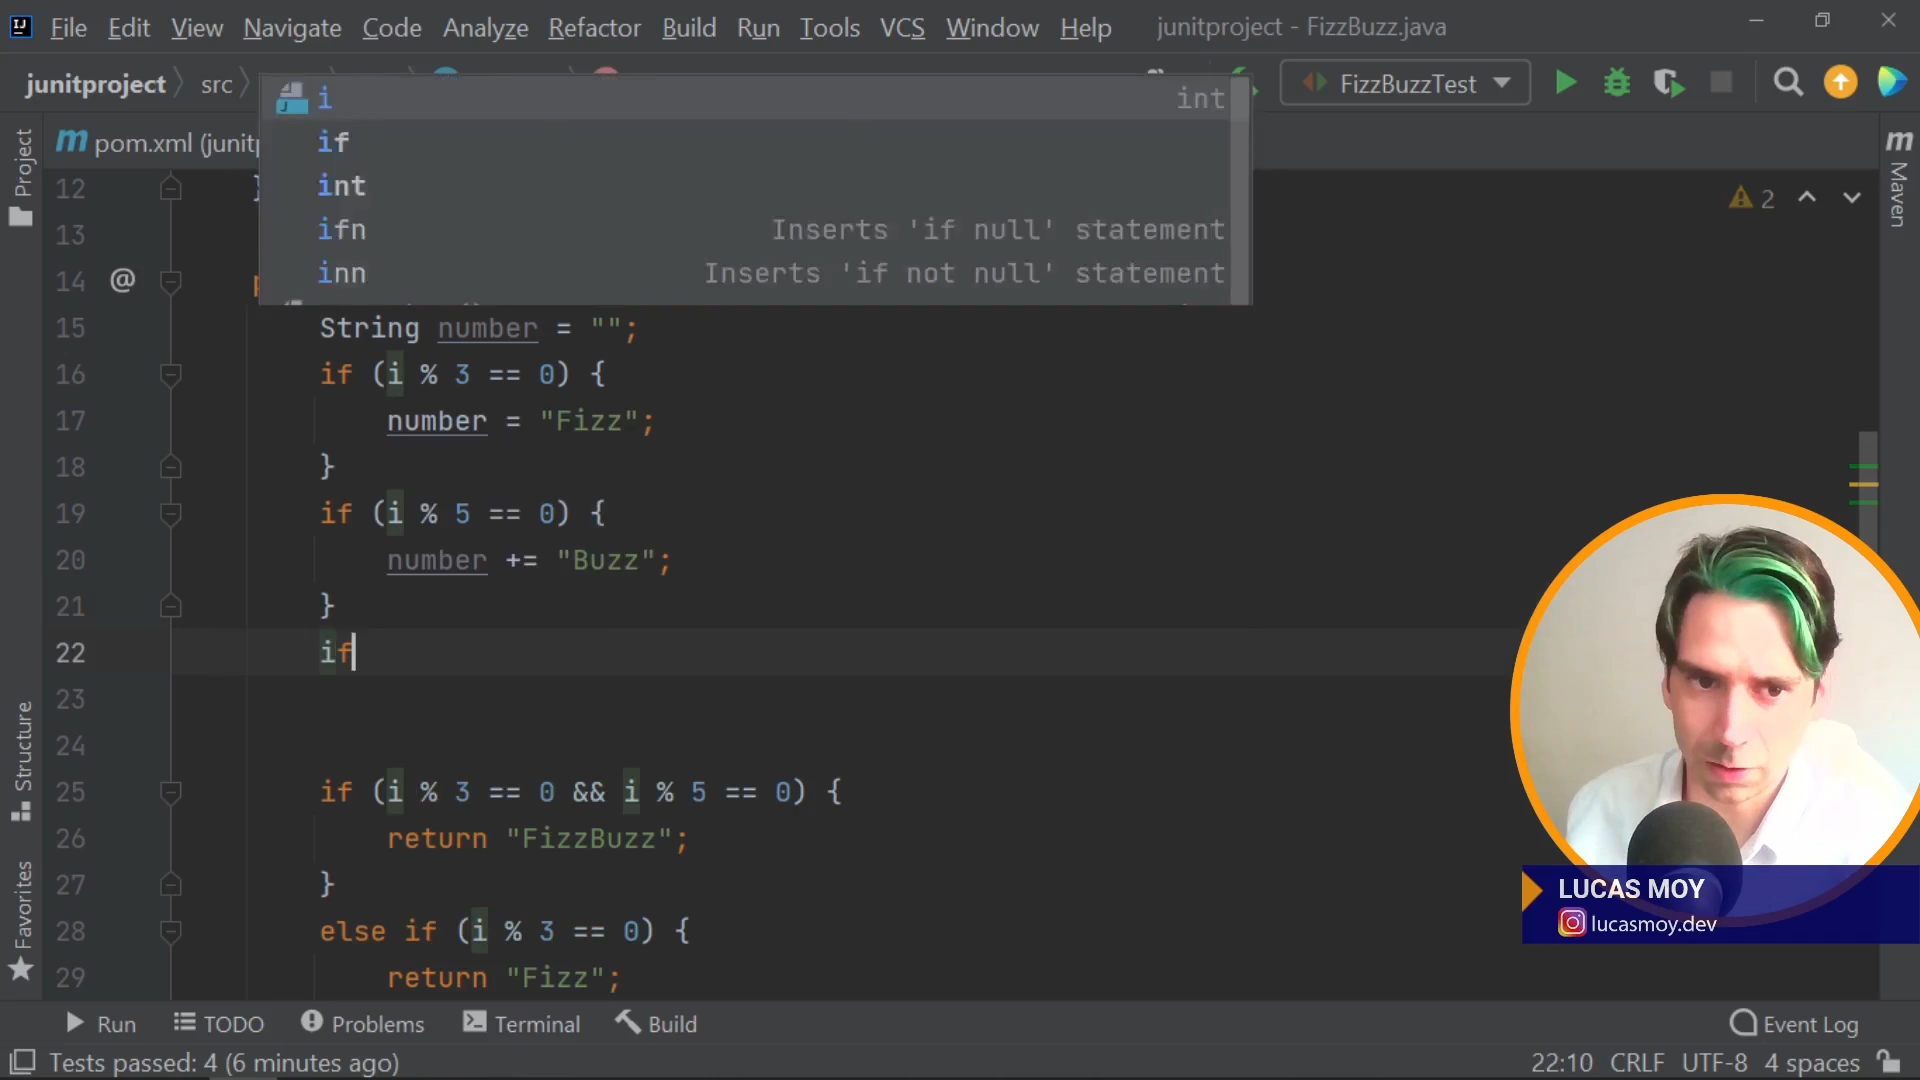 File Edit View Navigate Code Analyze Refactor Build Run Tools VCS Window Help junitproject - FizzBuzz.java
junitproject src FizzBuzzTest
i int
if
int
ifn Inserts 'if null' statement
inn Inserts 'if not null' statement
m pom.xml (junitp
Project
Structure
Favorites
m Maven
2
12 }
13
14 @
15 String number = "";
16 if (i % 3 == 0) {
17 number = "Fizz";
18 }
19 if (i % 5 == 0) {
20 number += "Buzz";
21 }
22 if
23
24
25 if (i % 3 == 0 && i % 5 == 0) {
26 return "FizzBuzz";
27 }
28 else if (i % 3 == 0) {
29 return "Fizz";
LUCAS MOY
lucasmoy.dev
Run TODO Problems Terminal Build Event Log
Tests passed: 4 (6 minutes ago) 22:10 CRLF UTF-8 4 spaces